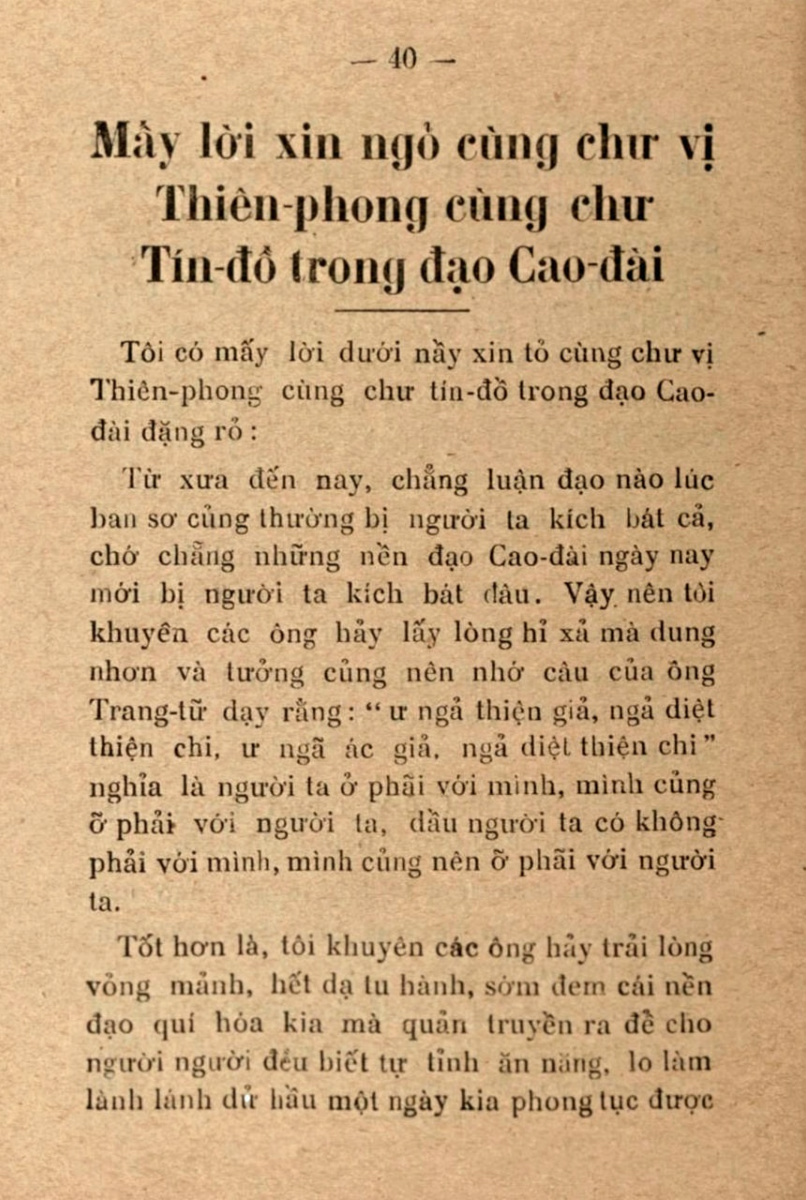 — 40 —
Mấy lời xin ngỏ cùng chư vị
Thiên-phong cùng chư
Tín-đồ trong đạo Cao-đài
Tôi có mấy lời dưới nầy xin tỏ cùng chư vị
Thiên-phong cùng chư tín-đồ trong đạo Cao-
đài đặng rỏ :
Từ xưa đến nay, chẳng luận đạo nào lúc
ban sơ củng thường bị người ta kích bát cả,
chớ chẳng những nền đạo Cao-đài ngày nay
mới bị người ta kích bát đâu. Vậy nên tôi
khuyên các ông hảy lấy lòng hỉ xả mà dung
nhơn và tưởng củng nên nhớ câu của ông
Trang-tữ dạy rằng : “ ư ngả thiện giả, ngả diệt
thiện chi, ư ngã ác giả, ngả diệt thiện chi ”
nghỉa là người ta ở phãi với mình, mình củng
ỡ phải với người ta, dầu người ta có không
phải với mình, mình củng nên ỡ phãi với người
ta.
Tốt hơn là, tôi khuyên các ông hảy trải lòng
vỏng mảnh, hết dạ tu hành, sớm đem cái nền
đạo quí hóa kia mà quản truyền ra để cho
người người đều biết tự tỉnh ăn năng, lo làm
lành lánh dử hầu một ngày kia phong tục được